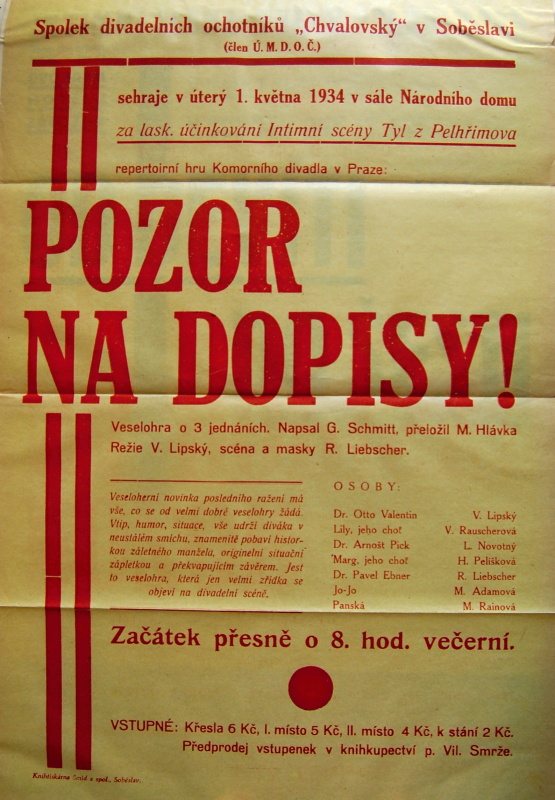 Spolek divadelních ochotníků „Chvalovský“ v Soběslavi
(člen Ú. M. D. O. Č.)
sehraje v úterý 1. května 1934 v sále Národního domu
za lask. účinkování Intimní scény Tyl z Pelhřimova
repertoirní hru Komorního divadla v Praze:
POZOR
NA DOPISY!
Veselohra o 3 jednáních. Napsal G. Schmitt, přeložil M. Hlávka
Režie V. Lipský, scéna a masky R. Liebscher.
Veseloherní novinka posledního ražení má
vše, co se od velmi dobré veselohry žádá.
Vtip, humor, situace, vše udrží diváka v
neustálém smíchu, znamenitě pobaví histor-
kou záletného manžela, originelní situační
zápletkou a překvapujícím závěrem. Jest
to veselohra, která jen velmi zřídka se
objeví na divadelní scéně.
OSOBY:
Dr. Otto Valentin V. Lipský
Lily, jeho choť V. Rauscherová
Dr. Arnošt Pick L. Novotný
Marg, jeho choť H. Pelíšková
Dr. Pavel Ebner R. Liebscher
Jo-Jo M. Adamová
Panská M. Rainová
Začátek přesně o 8. hod. večerní.
VSTUPNÉ: Křesla 6 Kč, I. místo 5 Kč, II. místo 4 Kč, k stání 2 Kč.
Předprodej vstupenek v knihkupectví p. Vil. Smrže.
Knihtiskárna Šmíd a spol., Soběslav.